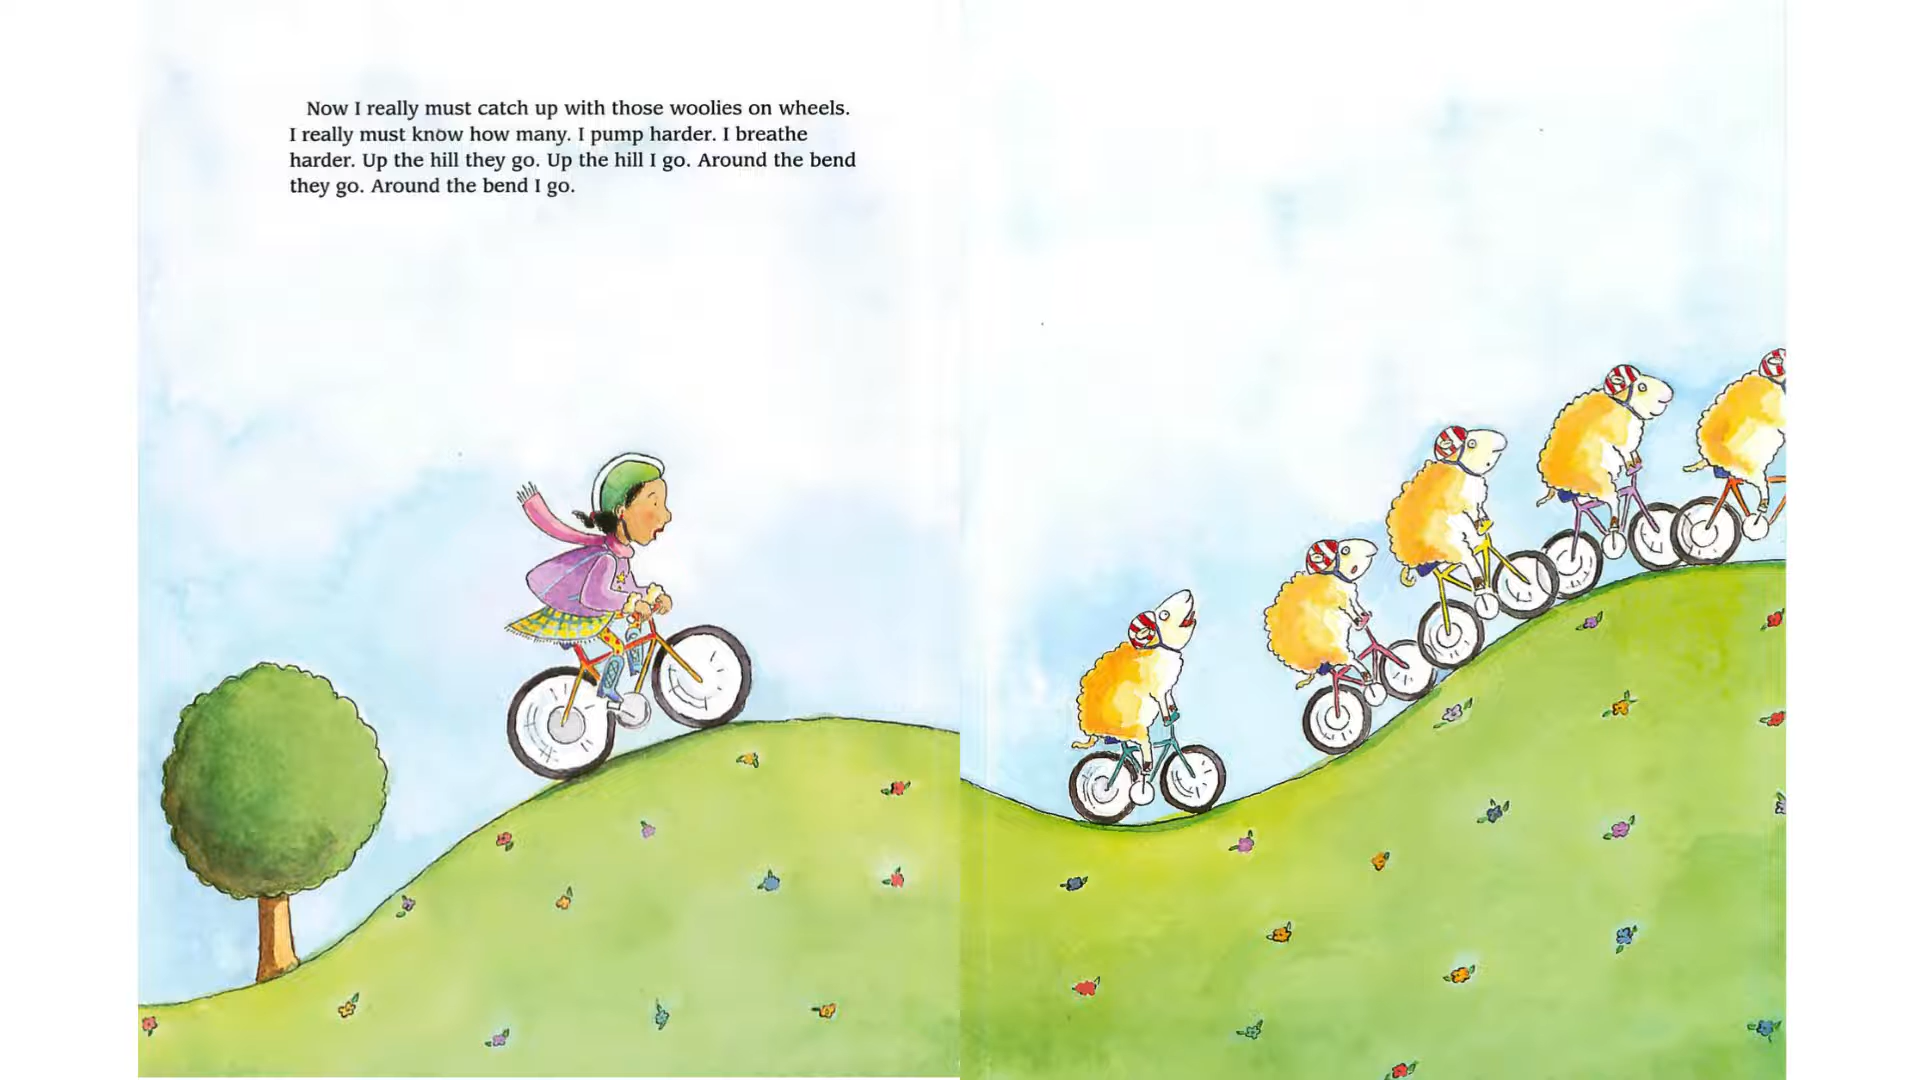 Now I really must catch up with those woolies on wheels.
I really must know how many. I pump harder. I breathe
harder. Up the hill they go. Up the hill I go. Around the bend
they go. Around the bend I go.